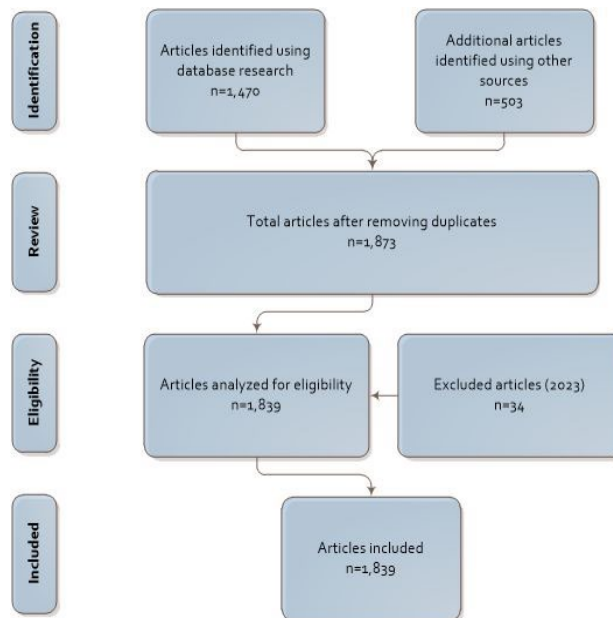 Identification
Articles identified using
database research
n=1,470
Additional articles
identified using other
sources
n=503
Review
Total articles after removing duplicates
n=1,873
Eligibility
Articles analyzed for eligibility
n=1,839
Excluded articles (2023)
n=34
Included
Articles included
n=1,839